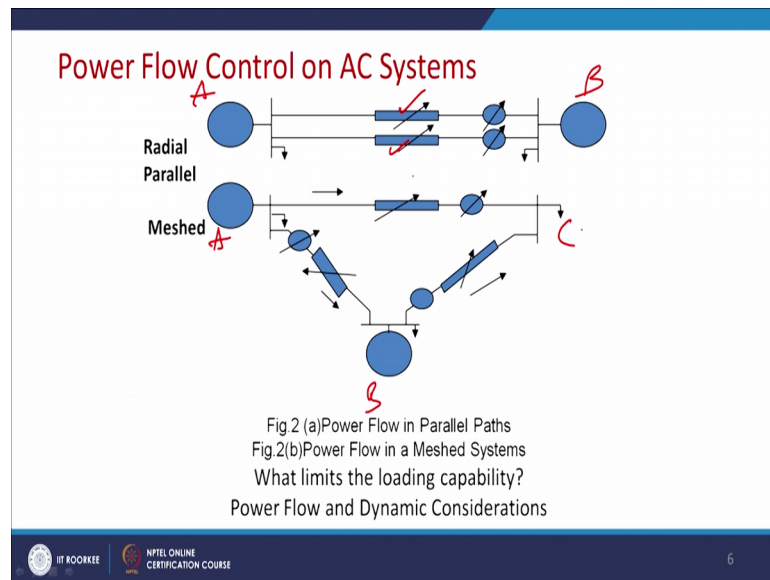 Power Flow Control on AC Systems
A
B
Radial
Parallel
Meshed
A
C
B
Fig.2 (a)Power Flow in Parallel Paths
Fig.2(b)Power Flow in a Meshed Systems
What limits the loading capability?
Power Flow and Dynamic Considerations
IIT ROORKEE
NPTEL ONLINE
CERTIFICATION COURSE
NPTEL
6